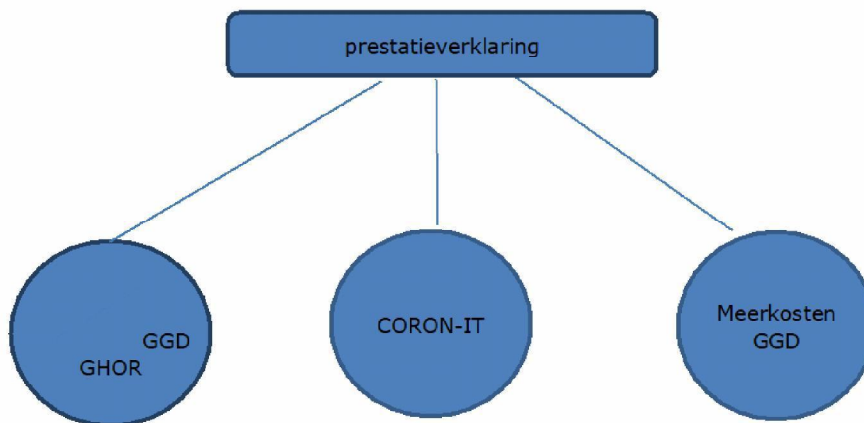 prestatieverklaring
GGD
GHOR
CORON-IT
Meerkosten
GGD